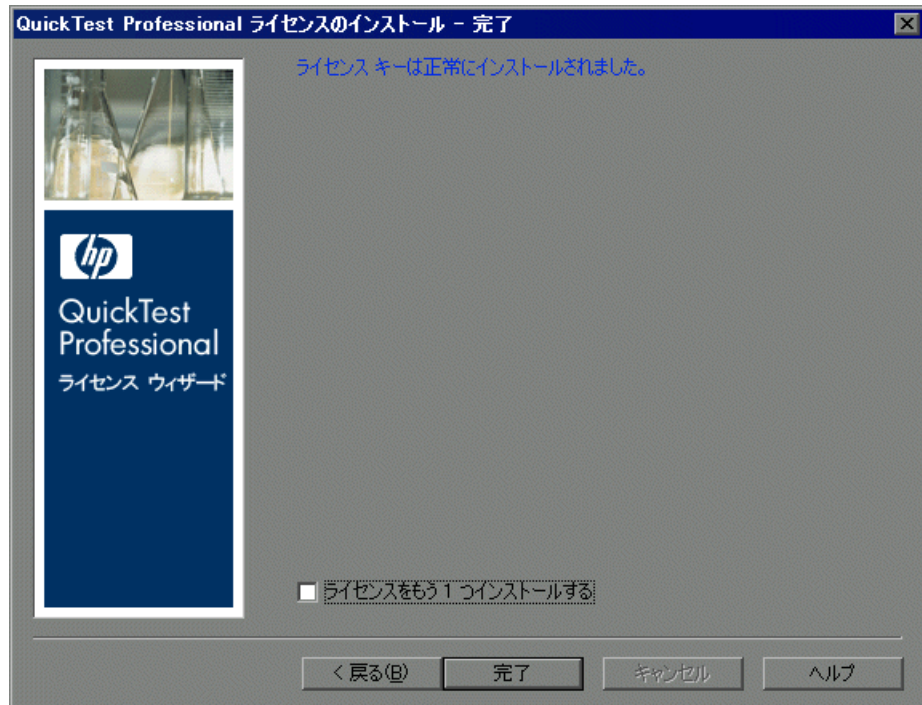 QuickTest Professional ライセンスのインストール - 完了
ライセンス キーは正常にインストールされました。
hp
QuickTest
Professional
ライセンス ウィザード
ライセンスをもう１つインストールする
< 戻る(B)
完了
キャンセル
ヘルプ